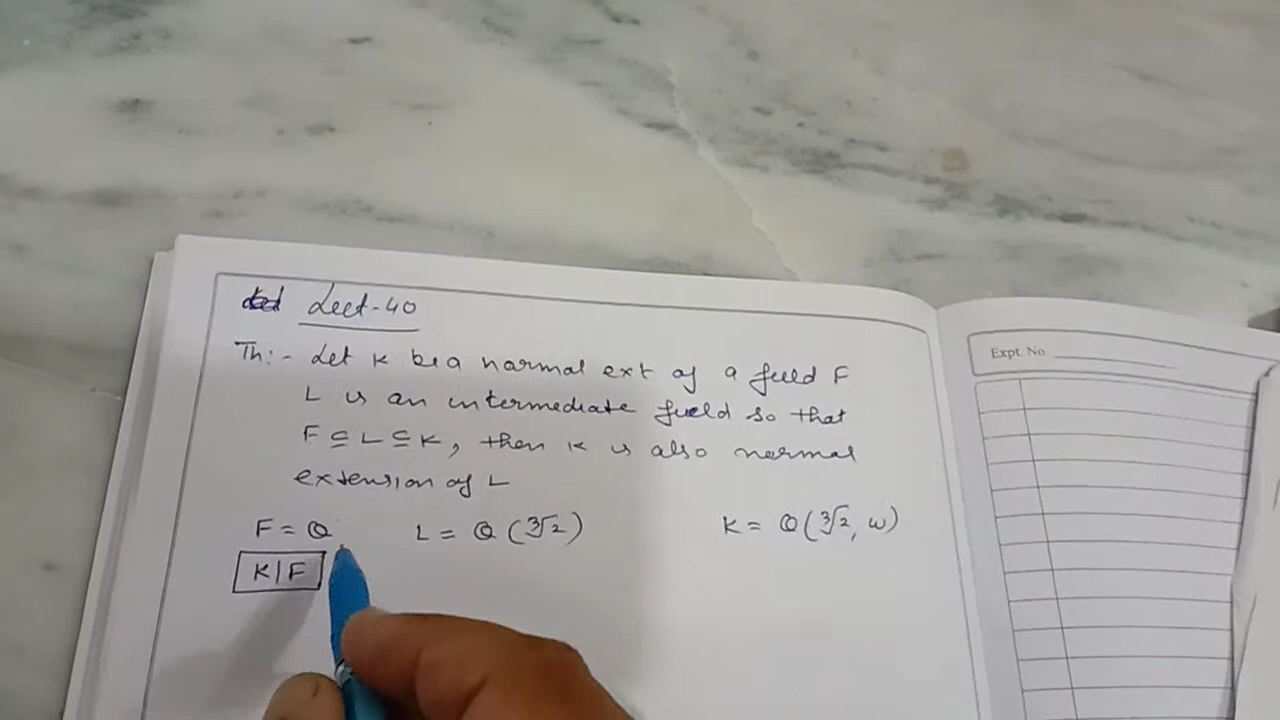 Lect-40
Th:- Let K be a normal ext of a field F
L is an intermediate field so that
F ⊆ L ⊆ K, then K is also normal
extension of L
F = Q L = Q (∛2) K = Q(∛2, ω)
K|F
Expt. No.